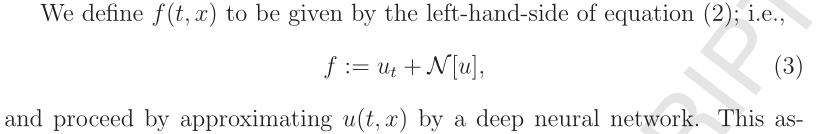 We define f(t, x) to be given by the left-hand-side of equation (2); i.e.,
f := u_t + 𝒩[u], (3)
and proceed by approximating u(t, x) by a deep neural network. This as-